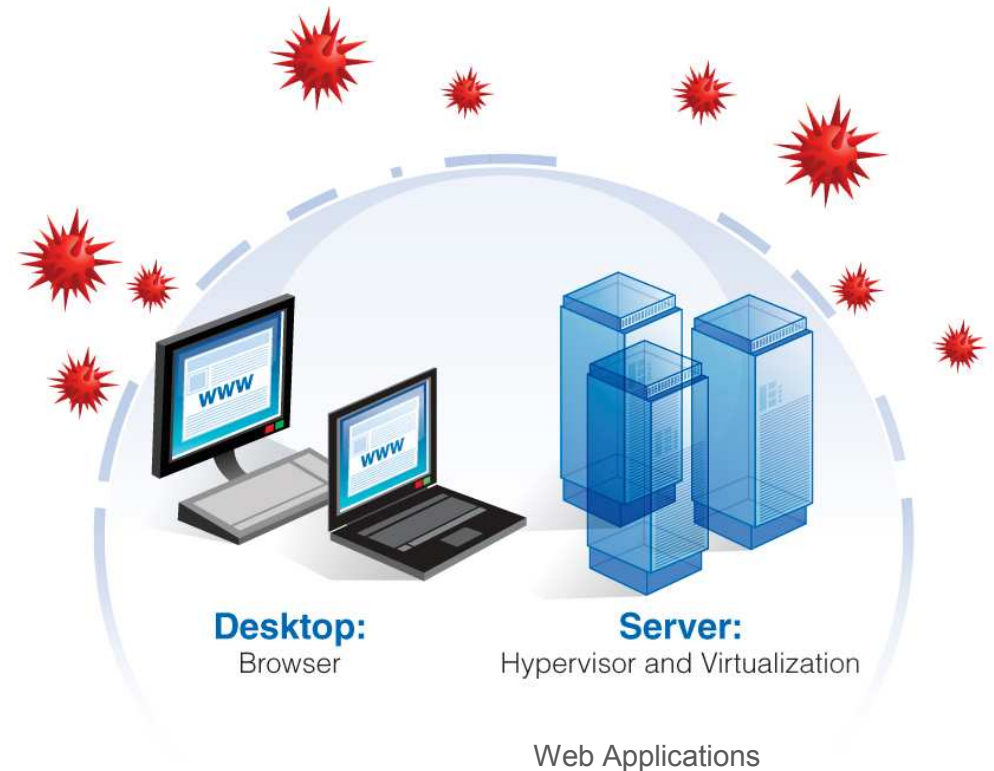 www
www
Desktop:
Browser
Server:
Hypervisor and Virtualization
Web Applications